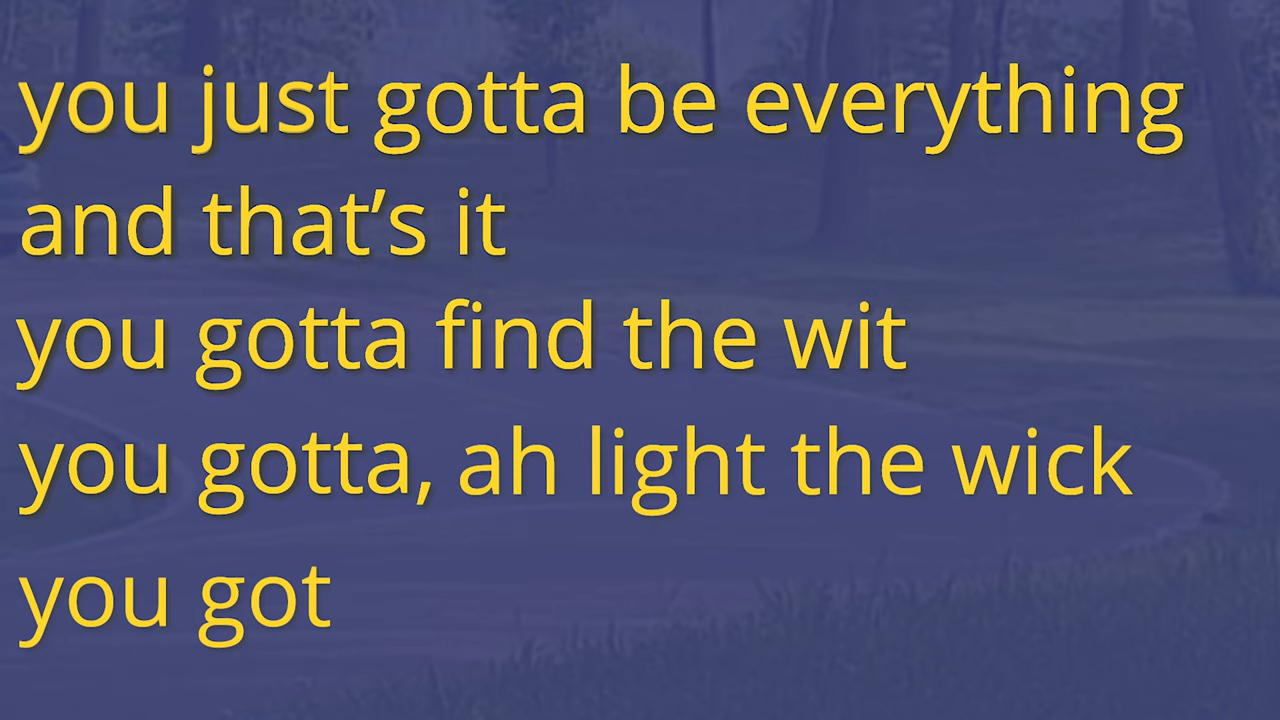 you just gotta be everything
and that’s it
you gotta find the wit
you gotta, ah light the wick
you got